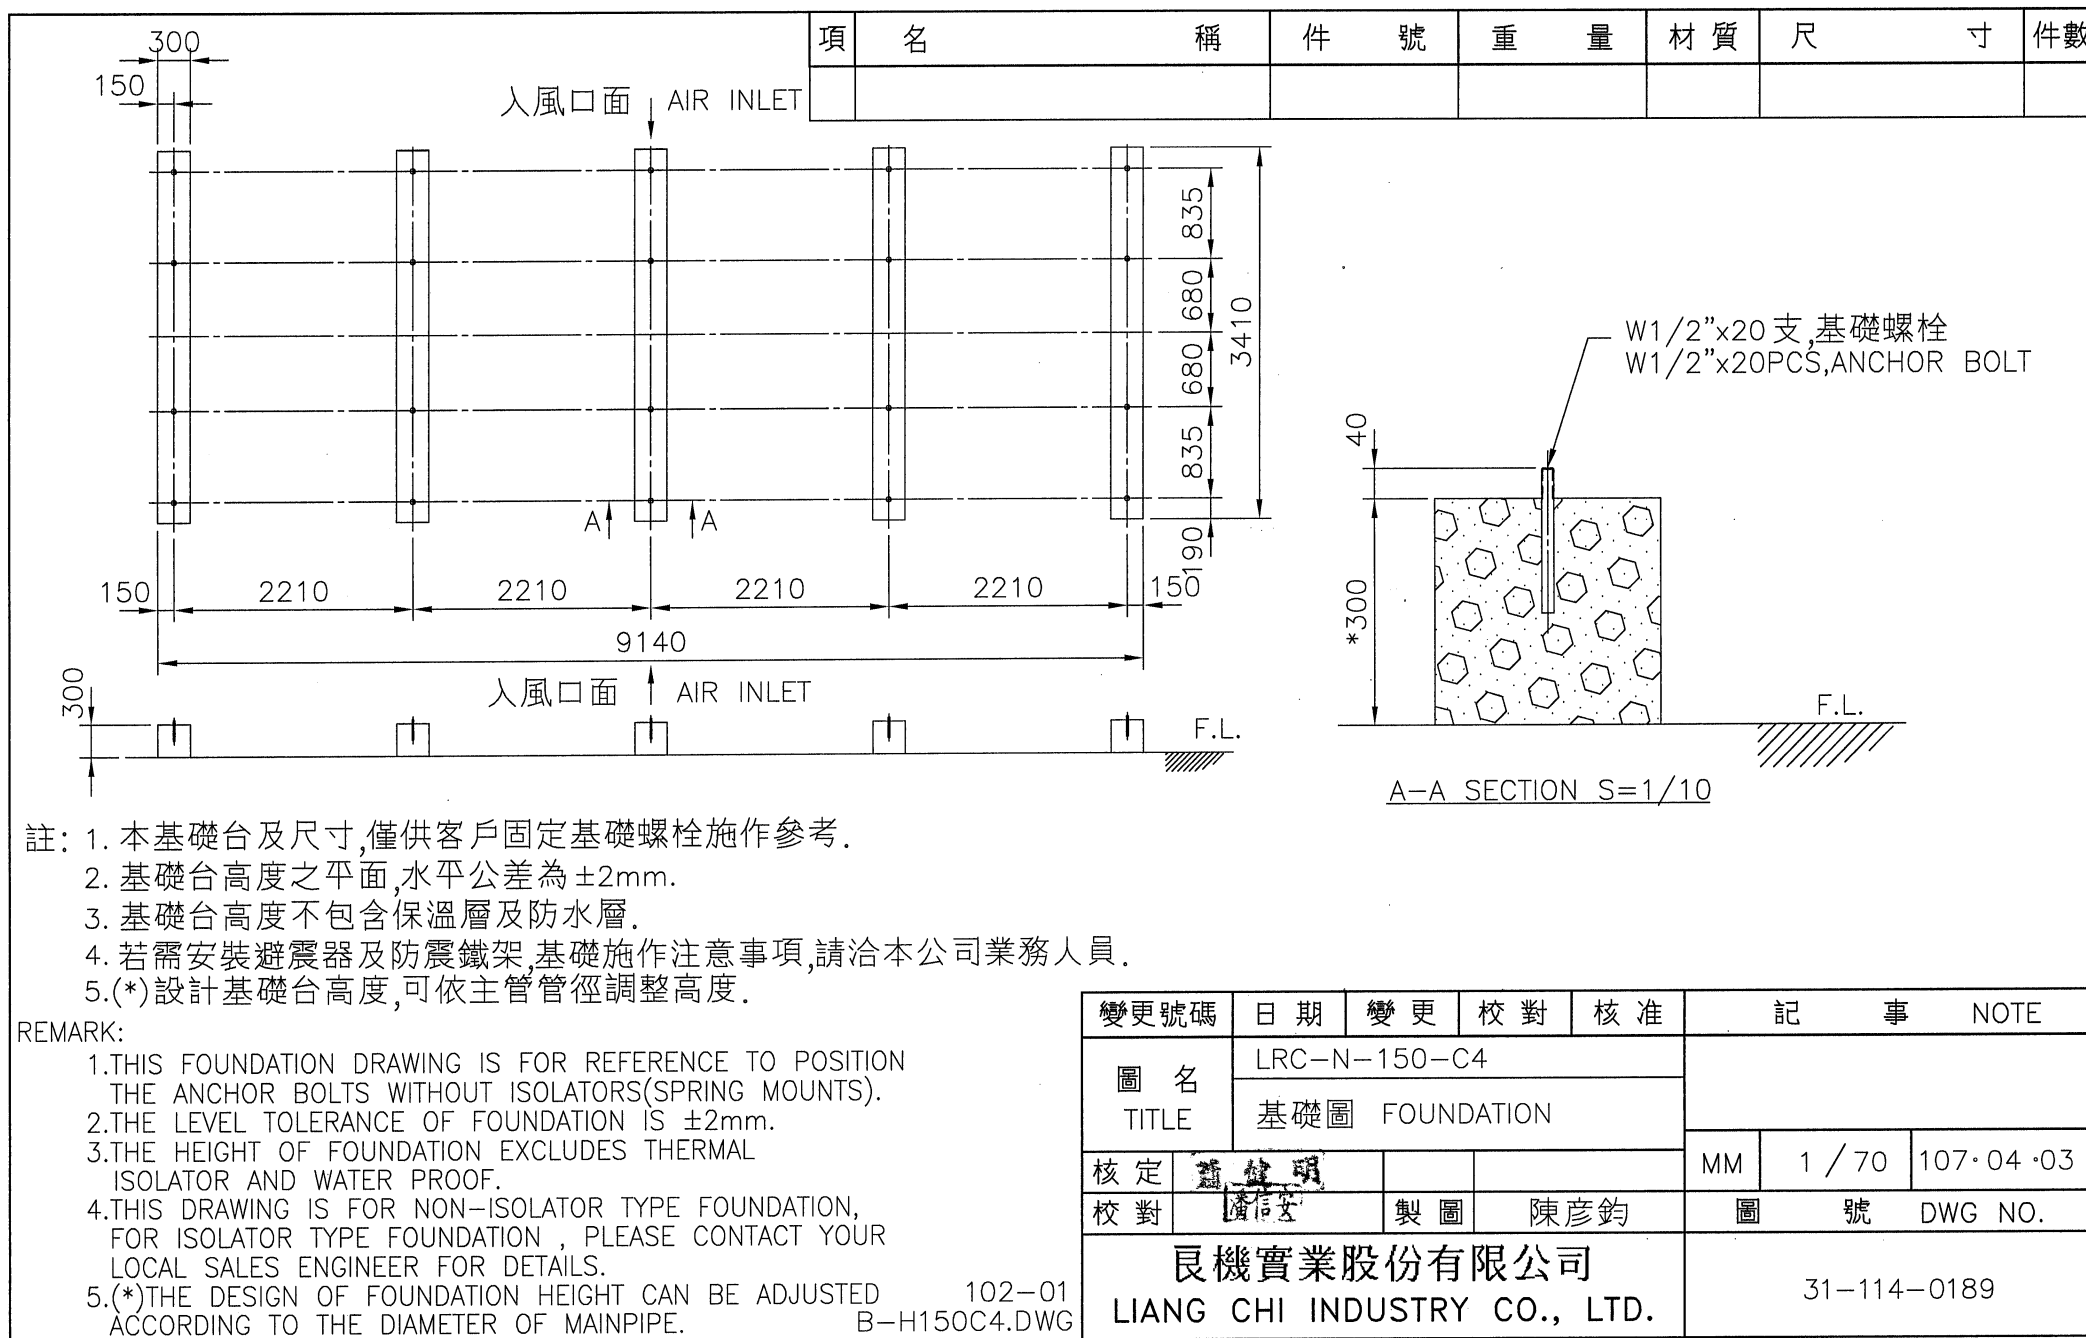 項 名 稱 件 號 重 量 材 質 尺 寸 件數
300
150
入風口面 AIR INLET
835
680
680
835
3410
190
A A
150 2210 2210 2210 2210 150
9140
入風口面 AIR INLET
300
F.L.
W1/2"x20支,基礎螺栓
W1/2"x20PCS,ANCHOR BOLT
40
*300
F.L.
A-A SECTION S=1/10
註: 1. 本基礎台及尺寸,僅供客戶固定基礎螺栓施作參考.
2. 基礎台高度之平面,水平公差為±2mm.
3. 基礎台高度不包含保溫層及防水層.
4. 若需安裝避震器及防震鐵架,基礎施作注意事項,請洽本公司業務人員.
5.(*)設計基礎台高度,可依主管管徑調整高度.
REMARK:
1.THIS FOUNDATION DRAWING IS FOR REFERENCE TO POSITION
THE ANCHOR BOLTS WITHOUT ISOLATORS(SPRING MOUNTS).
2.THE LEVEL TOLERANCE OF FOUNDATION IS ±2mm.
3.THE HEIGHT OF FOUNDATION EXCLUDES THERMAL
ISOLATOR AND WATER PROOF.
4.THIS DRAWING IS FOR NON-ISOLATOR TYPE FOUNDATION,
FOR ISOLATOR TYPE FOUNDATION , PLEASE CONTACT YOUR
LOCAL SALES ENGINEER FOR DETAILS.
5.(*)THE DESIGN OF FOUNDATION HEIGHT CAN BE ADJUSTED
ACCORDING TO THE DIAMETER OF MAINPIPE.
102-01
B-H150C4.DWG
變更號碼 日 期 變 更 校 對 核 准 記 事 NOTE
圖 名
TITLE
LRC-N-150-C4
基礎圖 FOUNDATION
MM 1/70 107·04·03
核 定
校 對 潘信安 製 圖 陳彦鈞
圖 號 DWG NO.
良機實業股份有限公司
LIANG CHI INDUSTRY CO., LTD.
31-114-0189